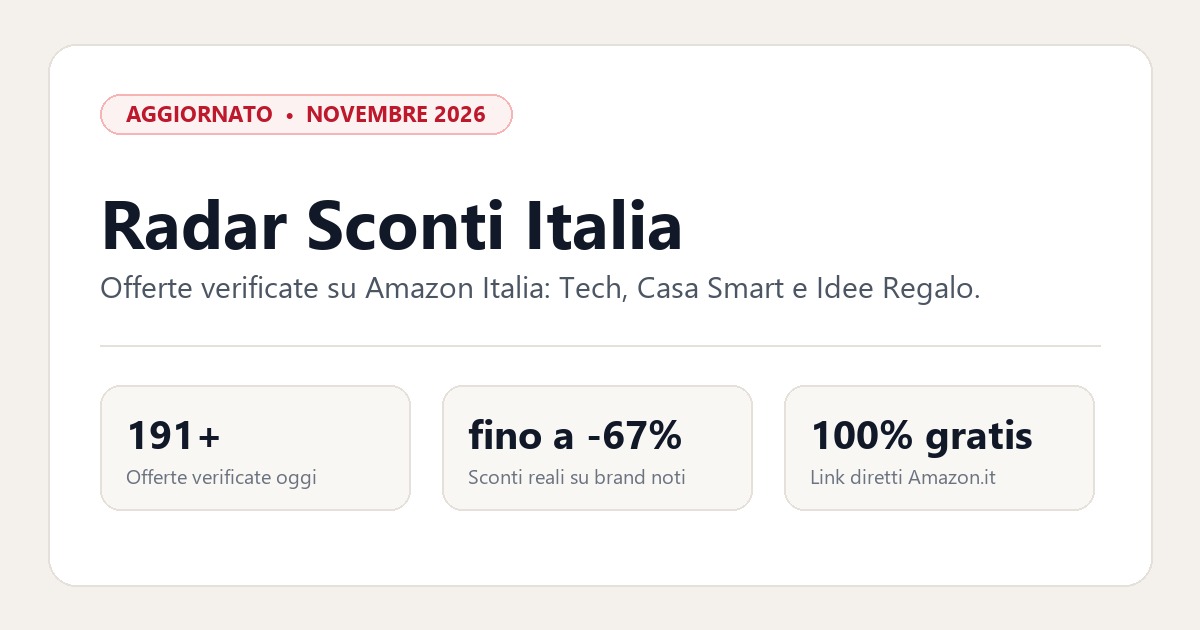 AGGIORNATO • NOVEMBRE 2026
Radar Sconti Italia
Offerte verificate su Amazon Italia: Tech, Casa Smart e Idee Regalo.
191+
Offerte verificate oggi
fino a -67%
Sconti reali su brand noti
100% gratis
Link diretti Amazon.it